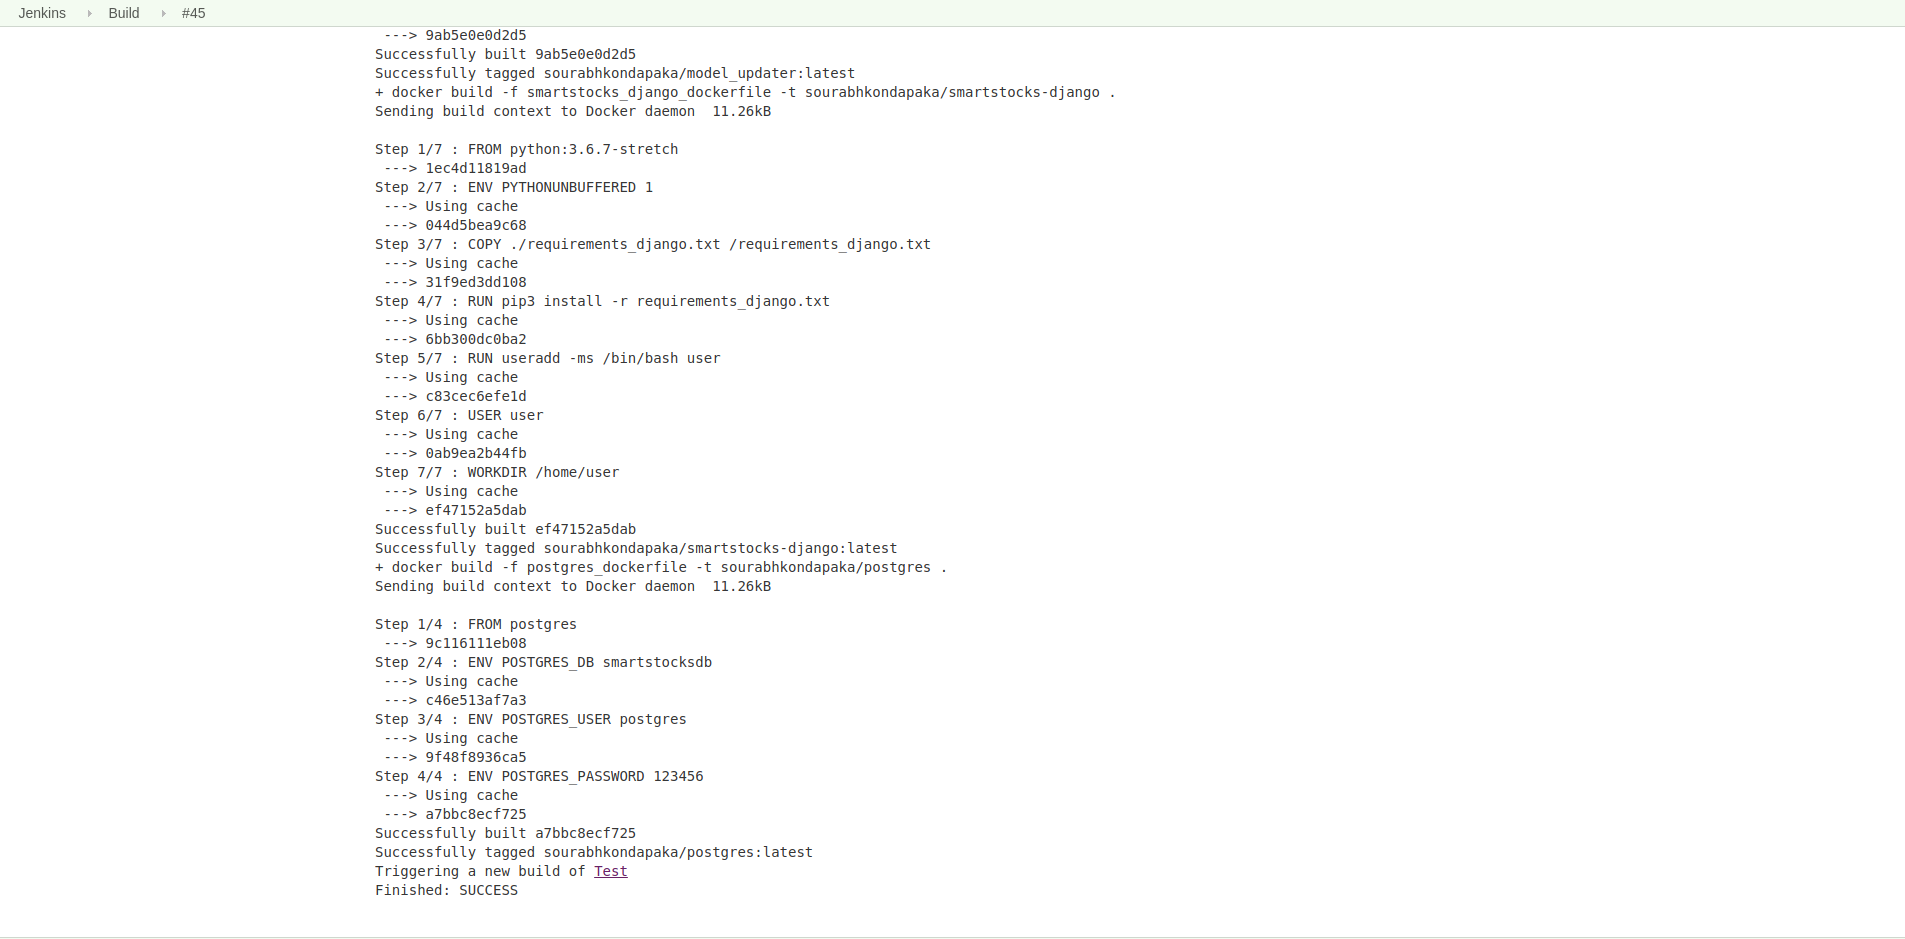 Jenkins Build #45
 ---> 9ab5e0e0d2d5
Successfully built 9ab5e0e0d2d5
Successfully tagged sourabhkondapaka/model_updater:latest
+ docker build -f smartstocks_django_dockerfile -t sourabhkondapaka/smartstocks-django .
Sending build context to Docker daemon  11.26kB

Step 1/7 : FROM python:3.6.7-stretch
 ---> 1ec4d11819ad
Step 2/7 : ENV PYTHONUNBUFFERED 1
 ---> Using cache
 ---> 044d5bea9c68
Step 3/7 : COPY ./requirements_django.txt /requirements_django.txt
 ---> Using cache
 ---> 31f9ed3dd108
Step 4/7 : RUN pip3 install -r requirements_django.txt
 ---> Using cache
 ---> 6bb300dc0ba2
Step 5/7 : RUN useradd -ms /bin/bash user
 ---> Using cache
 ---> c83cec6efe1d
Step 6/7 : USER user
 ---> Using cache
 ---> 0ab9ea2b44fb
Step 7/7 : WORKDIR /home/user
 ---> Using cache
 ---> ef47152a5dab
Successfully built ef47152a5dab
Successfully tagged sourabhkondapaka/smartstocks-django:latest
+ docker build -f postgres_dockerfile -t sourabhkondapaka/postgres .
Sending build context to Docker daemon  11.26kB

Step 1/4 : FROM postgres
 ---> 9c116111eb08
Step 2/4 : ENV POSTGRES_DB smartstocksdb
 ---> Using cache
 ---> c46e513af7a3
Step 3/4 : ENV POSTGRES_USER postgres
 ---> Using cache
 ---> 9f48f8936ca5
Step 4/4 : ENV POSTGRES_PASSWORD 123456
 ---> Using cache
 ---> a7bbc8ecf725
Successfully built a7bbc8ecf725
Successfully tagged sourabhkondapaka/postgres:latest
Triggering a new build of Test
Finished: SUCCESS